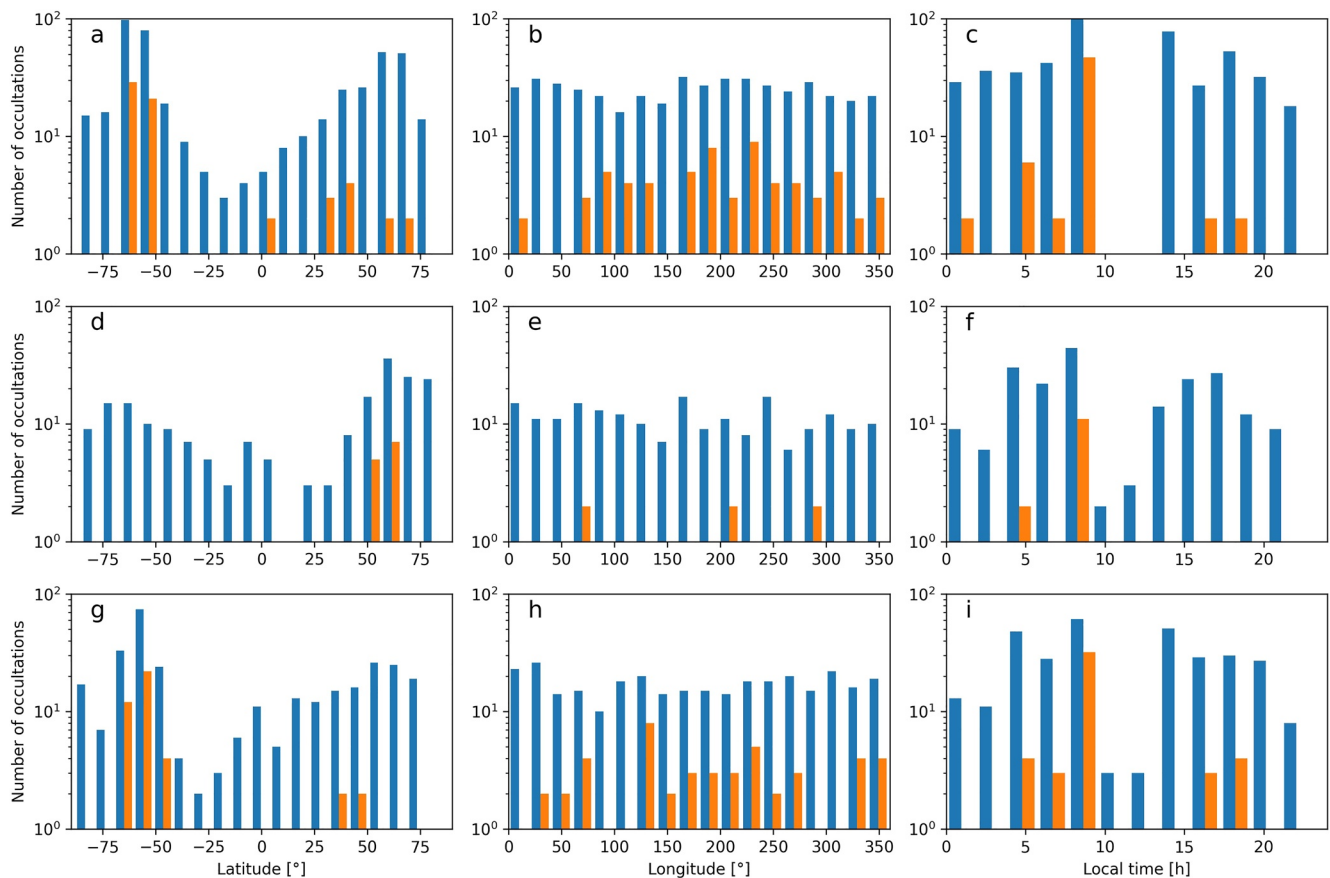 a
b
c
Number of occultations
10²
10¹
10⁰
−75 −50 −25 0 25 50 75
10²
10¹
10⁰
0 50 100 150 200 250 300 350
10²
10¹
10⁰
0 5 10 15 20
d
e
f
Number of occultations
10²
10¹
10⁰
−75 −50 −25 0 25 50 75
10²
10¹
10⁰
0 50 100 150 200 250 300 350
10²
10¹
10⁰
0 5 10 15 20
g
h
i
Number of occultations
10²
10¹
10⁰
−75 −50 −25 0 25 50 75
Latitude [°]
10²
10¹
10⁰
0 50 100 150 200 250 300 350
Longitude [°]
10²
10¹
10⁰
0 5 10 15 20
Local time [h]